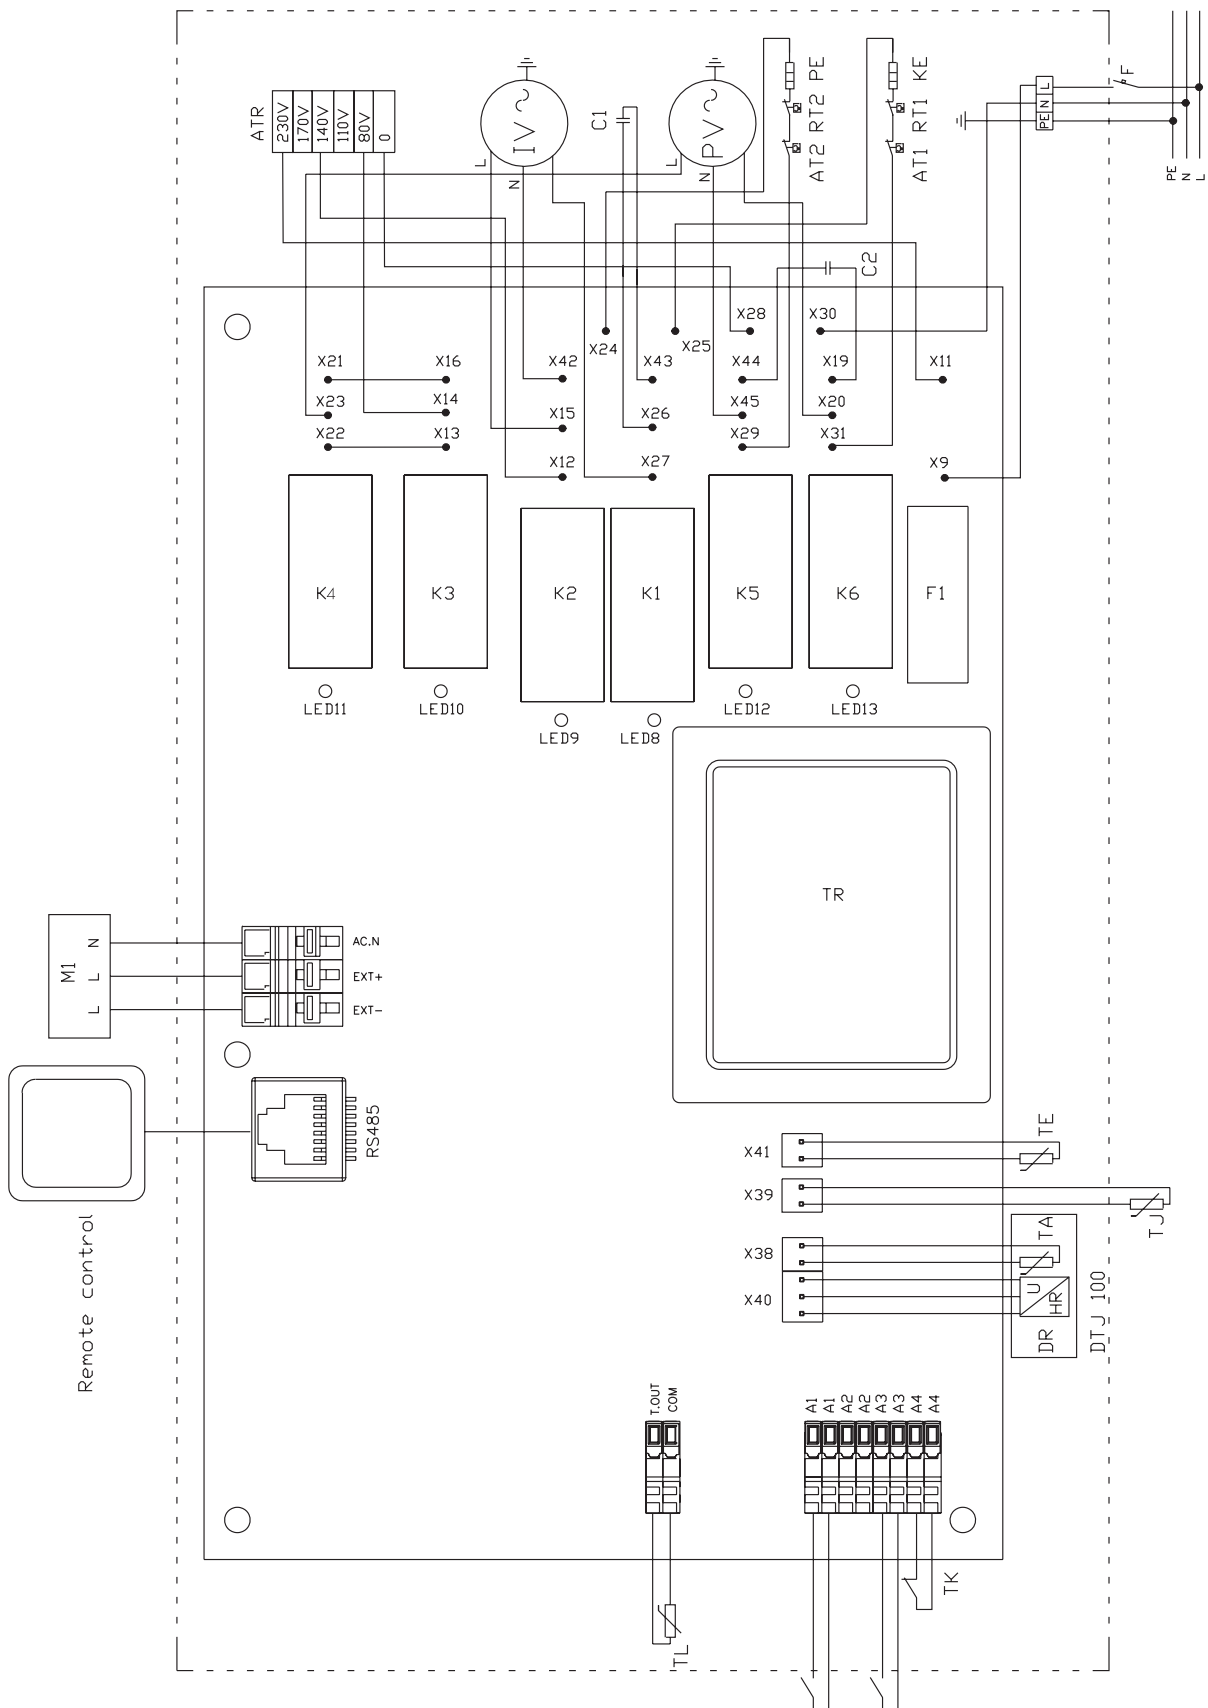 ATR
230V
170V
140V
110V
80V
0
L
IV
N
C1
L
PV
N
AT2 RT2 PE
AT1 RT1 KE
C2
PE N L
F
PE
N
L
X28
X30
X24
X25
X21
X16
X42
X43
X44
X19
X11
X23
X14
X15
X26
X45
X20
X22
X13
X29
X31
X12
X27
X9
K4
K3
K2
K1
K5
K6
F1
LED11
LED10
LED9
LED8
LED12
LED13
TR
M1
N
L
L
AC.N
EXT+
EXT-
RS485
Remote control
X41
TE
X39
TJ
X38
TA
X40
U
HR
DR
DTJ 100
T.OUT
COM
A1
A1
A2
A2
A3
A3
A4
A4
TK
TL